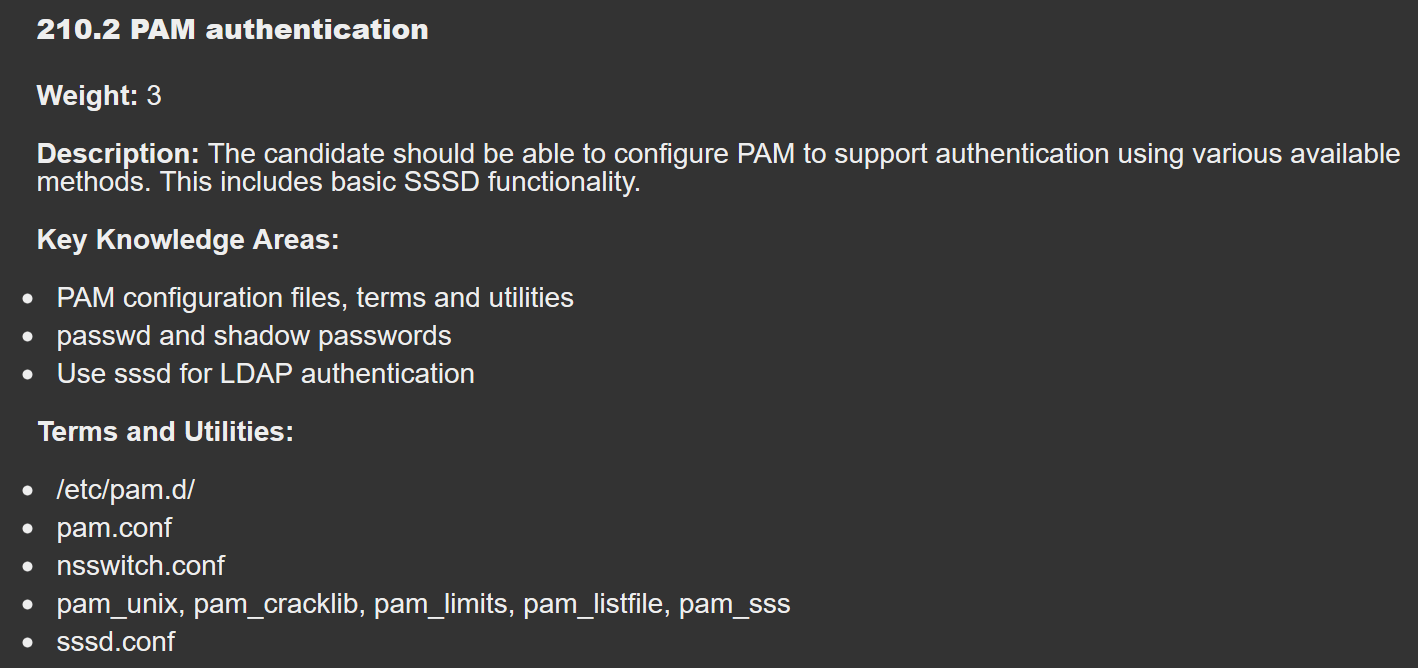 210.2 PAM authentication
Weight: 3
Description: The candidate should be able to configure PAM to support authentication using various available
methods. This includes basic SSSD functionality.
Key Knowledge Areas:
• PAM configuration files, terms and utilities
• passwd and shadow passwords
• Use sssd for LDAP authentication
Terms and Utilities:
• /etc/pam.d/
• pam.conf
• nsswitch.conf
• pam_unix, pam_cracklib, pam_limits, pam_listfile, pam_sss
• sssd.conf